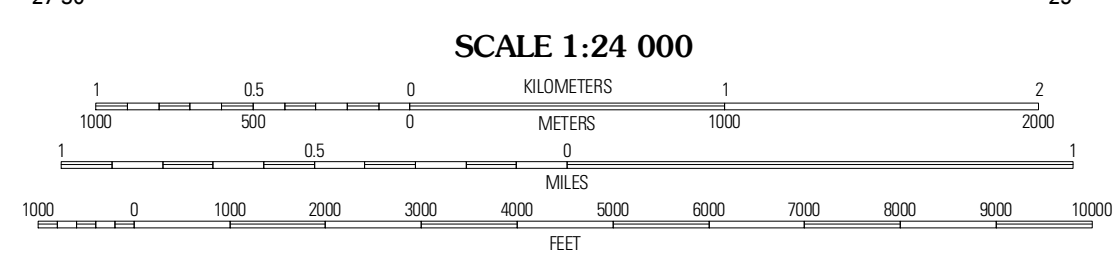 SCALE 1:24 000
1 0.5 0 KILOMETERS 1 2
1000 500 0 METERS 1000 2000
1 0.5 0 1
MILES
1000 0 1000 2000 3000 4000 5000 6000 7000 8000 9000 10000
FEET